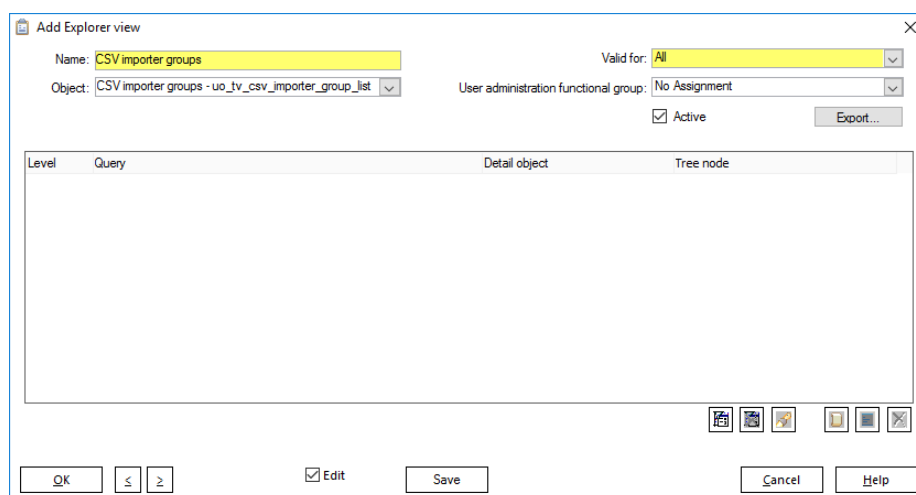 Add Explorer view
Name: CSV importer groups
Valid for: All
Object: CSV importer groups - uo_tv_csv_importer_group_list
User administration functional group: No Assignment
Active
Export...
Level Query Detail object Tree node
OK < > Edit Save Cancel Help